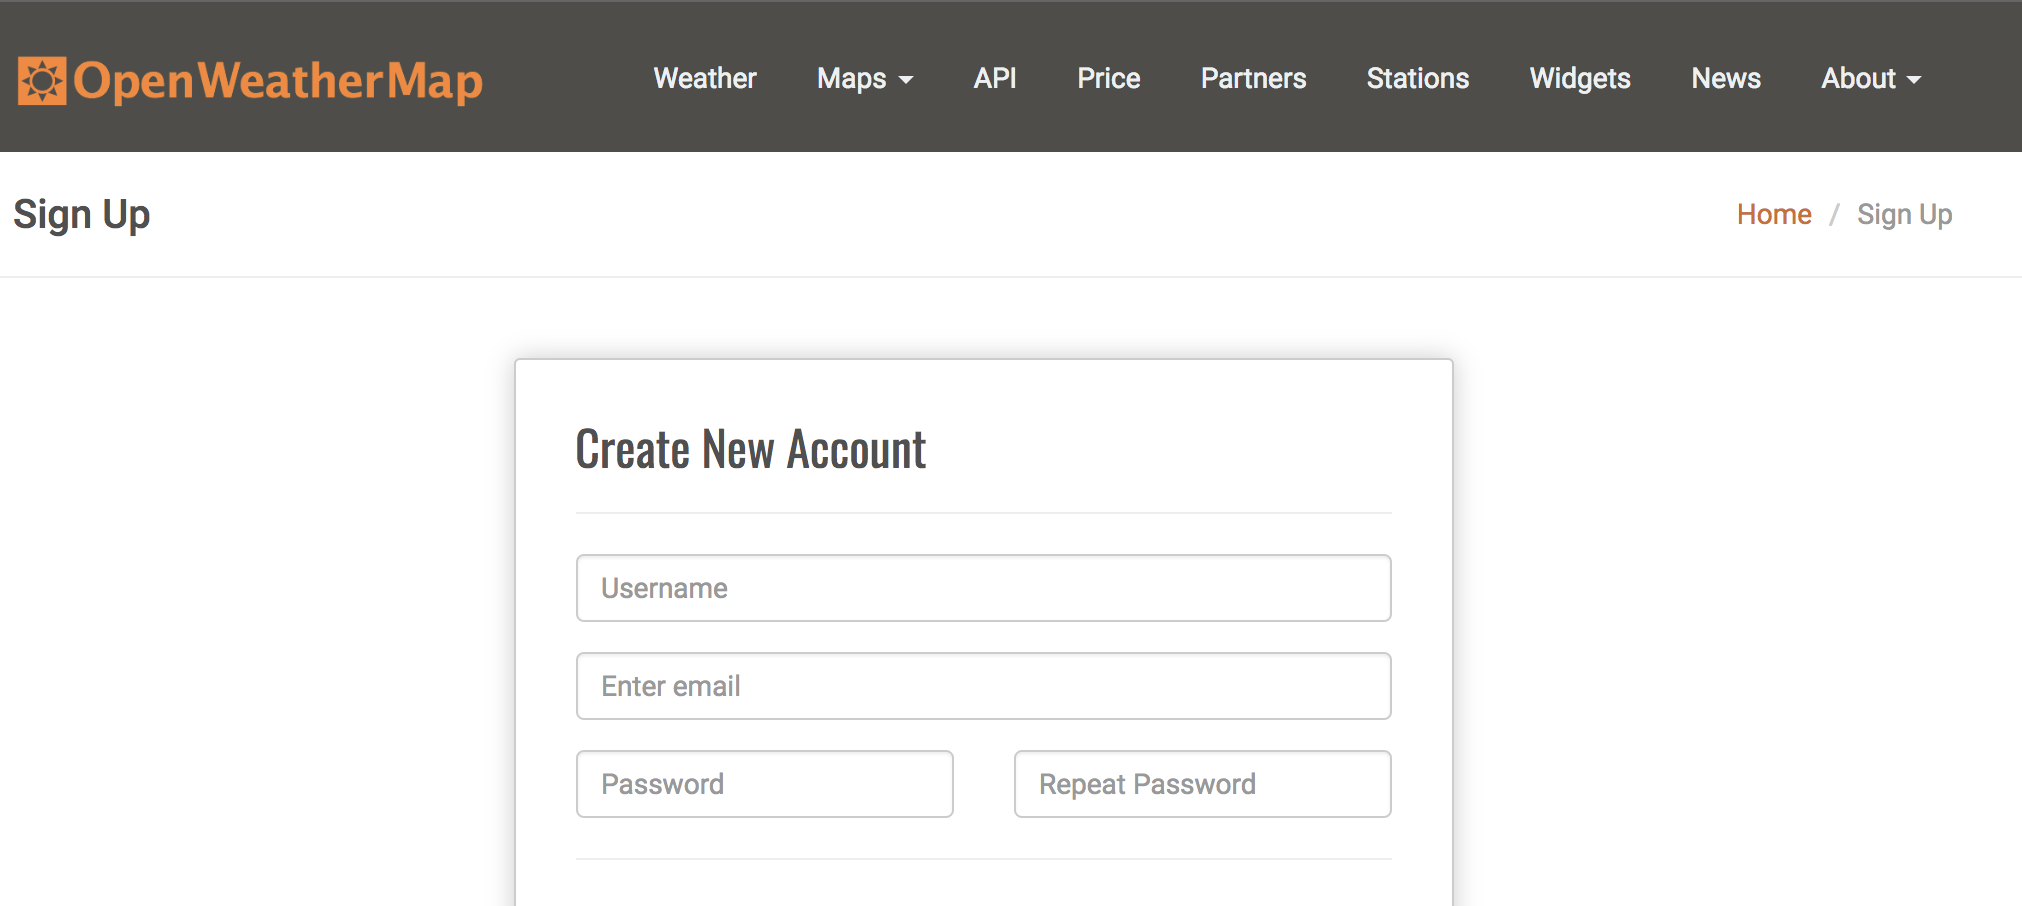 OpenWeatherMap Weather Maps API Price Partners Stations Widgets News About
Sign Up Home / Sign Up
Create New Account
Username
Enter email
Password Repeat Password